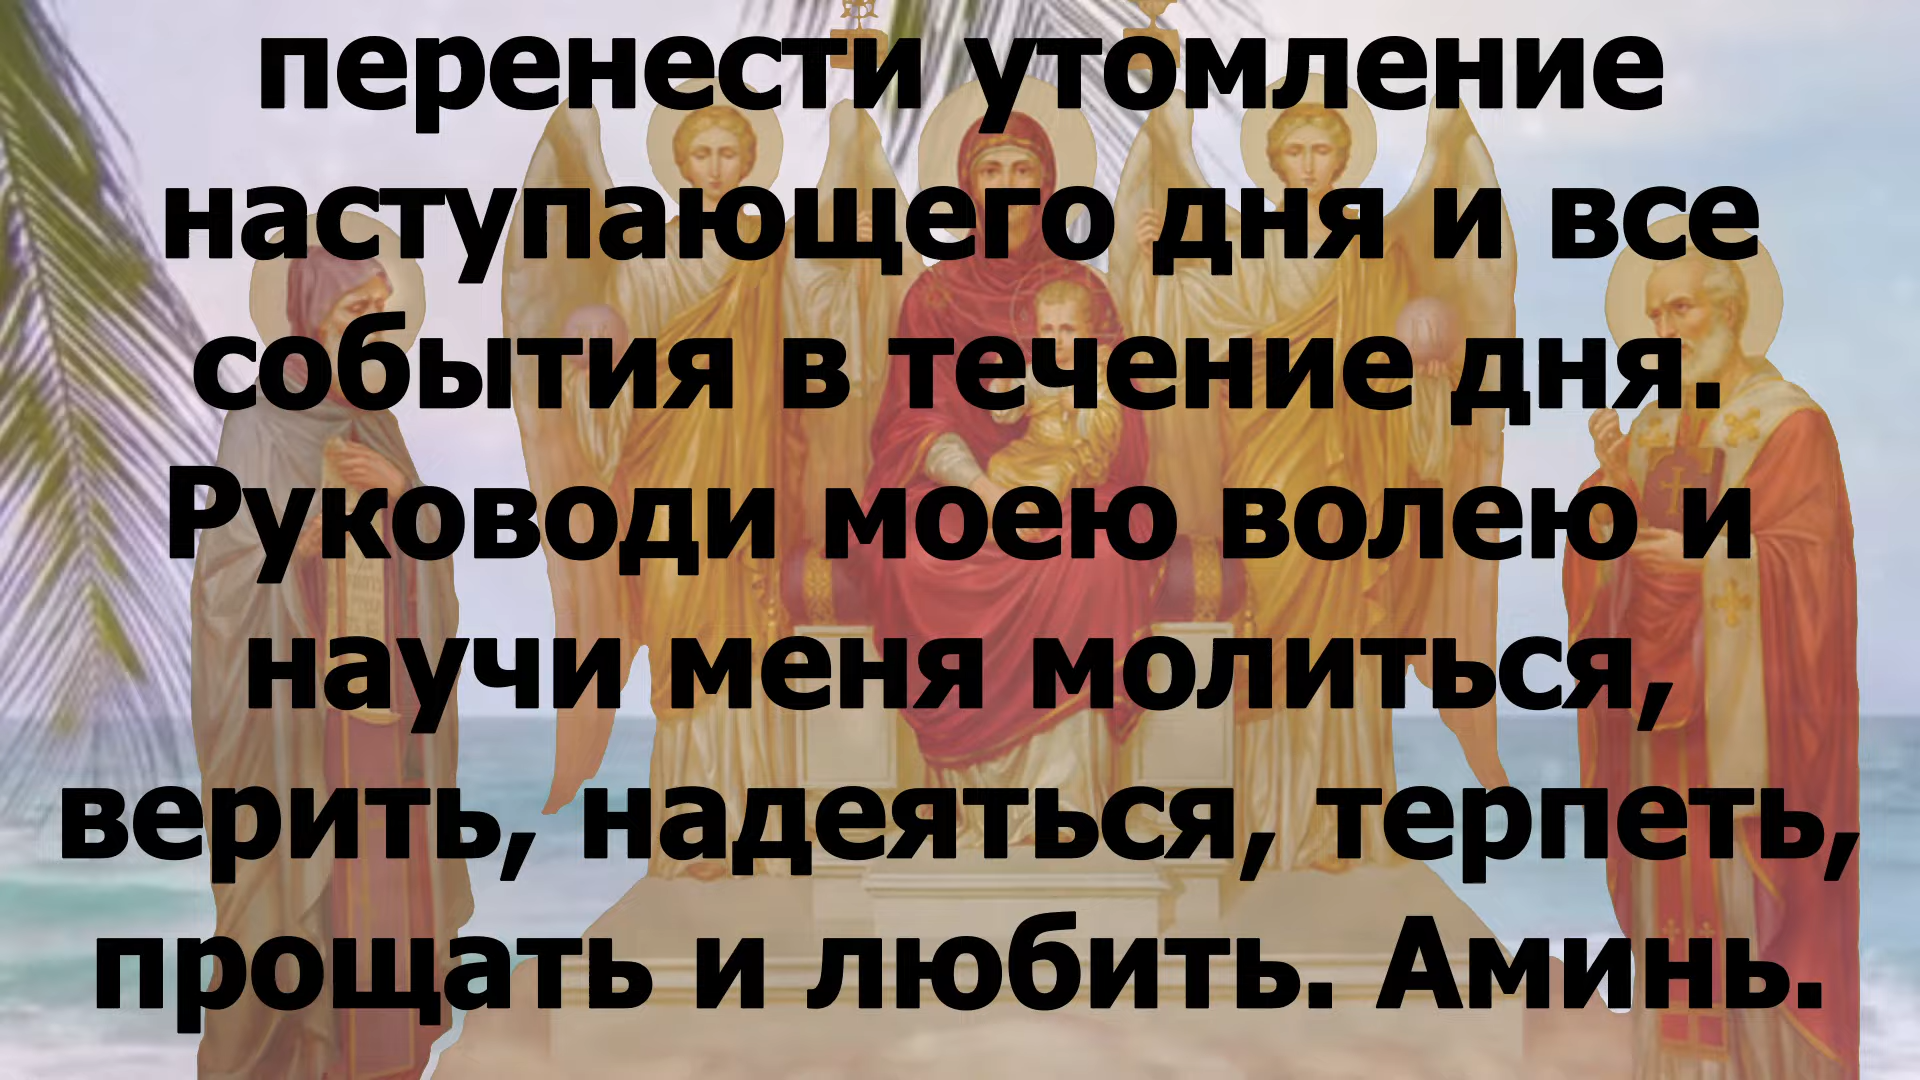 перенести утомление
наступающего дня и все
события в течение дня.
Руководи моею волею и
научи меня молиться,
верить, надеяться, терпеть,
прощать и любить. Аминь.